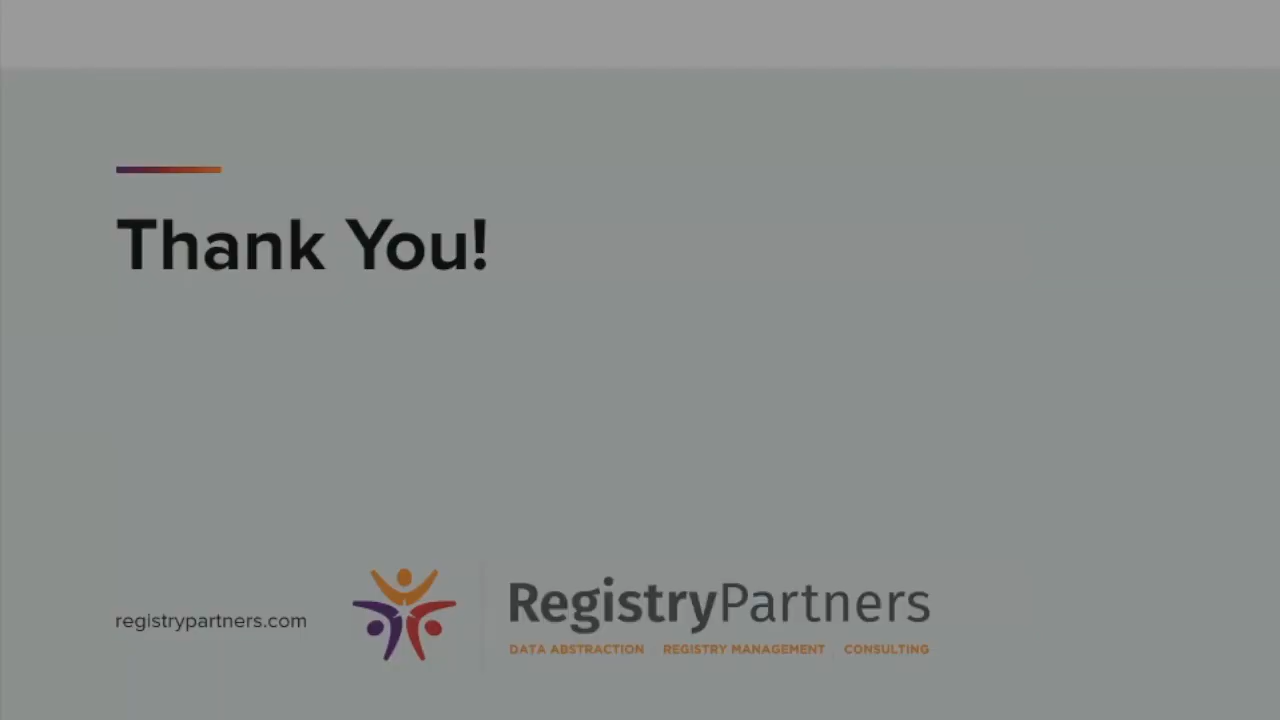 Thank You!
registrypartners.com
RegistryPartners
DATA ABSTRACTION REGISTRY MANAGEMENT CONSULTING